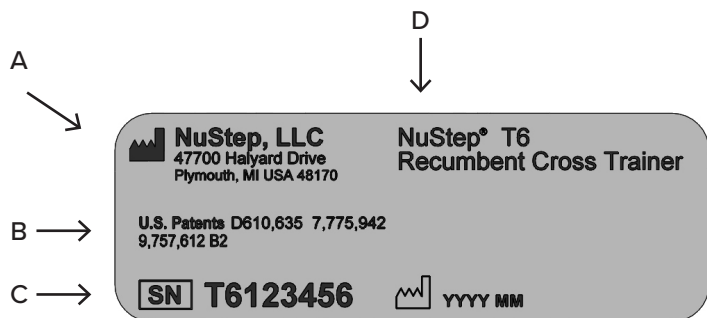 D
A
NuStep, LLC
47700 Halyard Drive
Plymouth, MI USA 48170
NuStep® T6
Recumbent Cross Trainer
B
U.S. Patents D610,635 7,775,942
9,757,612 B2
C
SN T6123456
YYYY MM